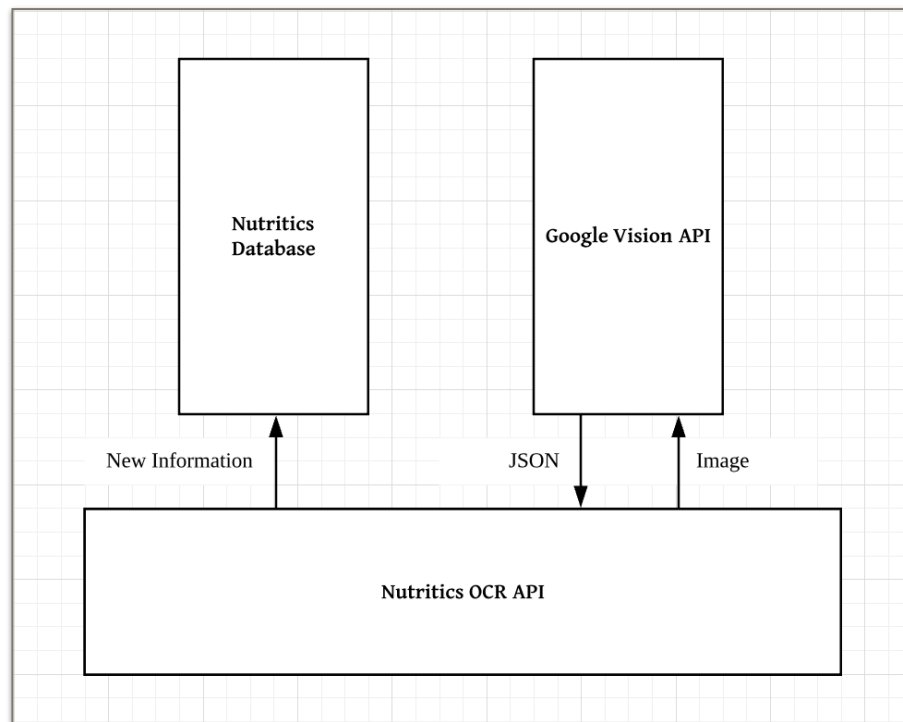 Nutritics
Database
Google Vision API
New Information
JSON
Image
Nutritics OCR API